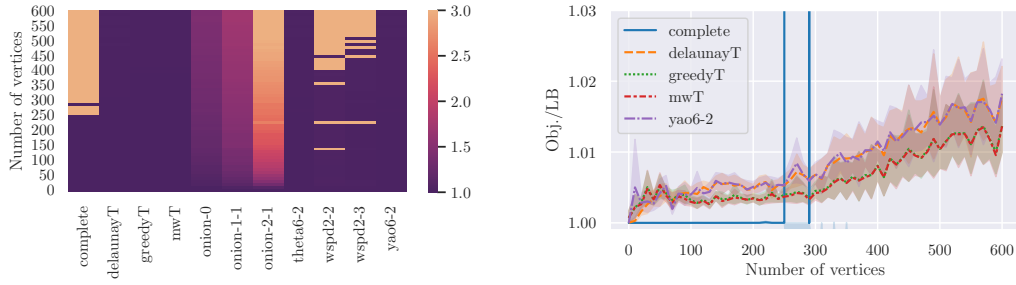 Number of vertices
600
550
500
450
400
350
300
250
200
150
100
50
0
complete
delaunayT
greedyT
mwT
onion-0
onion-1-1
onion-2-1
theta6-2
wspd2-2
wspd2-3
yao6-2
3.0
2.5
2.0
1.5
1.0
Obj./LB
1.03
1.02
1.01
1.00
complete
delaunayT
greedyT
mwT
yao6-2
0 100 200 300 400 500 600
Number of vertices